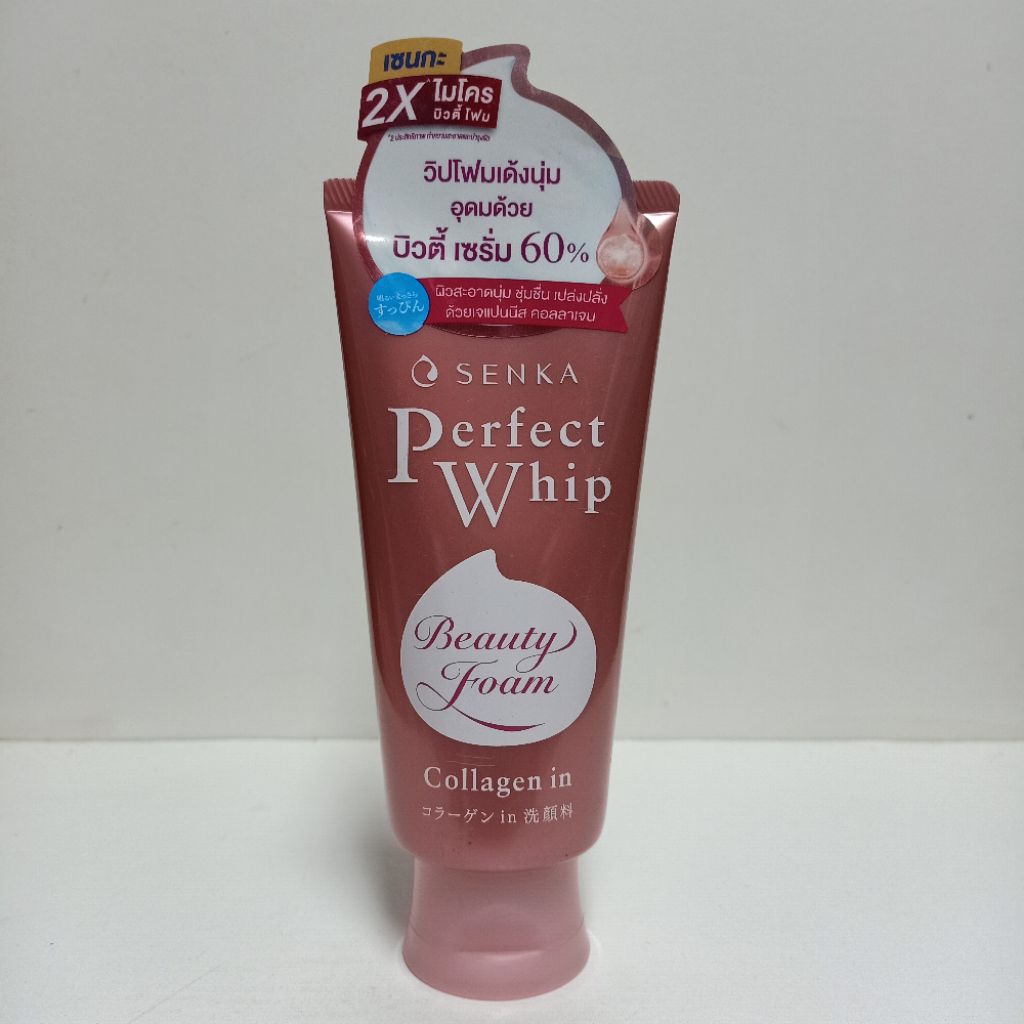 เซนกะ
2X ไมโคร
บิวตี้ โฟม
วิปโฟมเด้งนุ่ม
อุดมด้วย
บิวตี้ เซรั่ม 60%
ผิวสะอาดนุ่ม ชุ่มชื่น เปล่งปลั่ง
ด้วยเจแปนนีส คอลลาเจน
すっぴん
SENKA
Perfect
Whip
Beauty
Foam
Collagen in
コラーゲン in 洗顔料